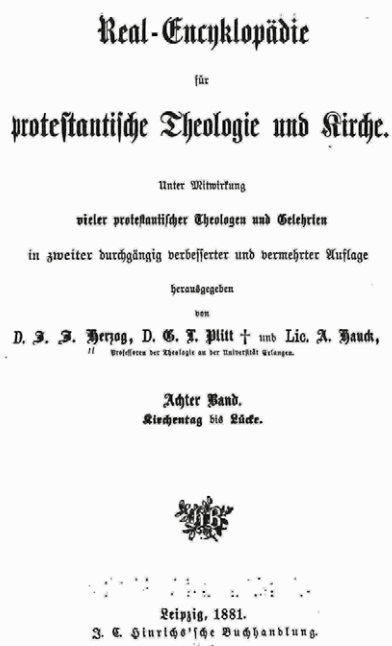 Real-Encyklopädie
für
protestantische Theologie und Kirche.
Unter Mitwirkung
vieler protestantischer Theologen und Gelehrten
in zweiter durchgängig verbesserter und vermehrter Auflage
herausgegeben
von
D. J. J. Herzog, D. G. L. Plitt † und Lic. A. Hauck,
Professoren der Theologie an der Universität Erlangen.
Achter Band.
Kirchentag bis Lücke.
Leipzig, 1881.
J. C. Hinrichs'sche Buchhandlung.